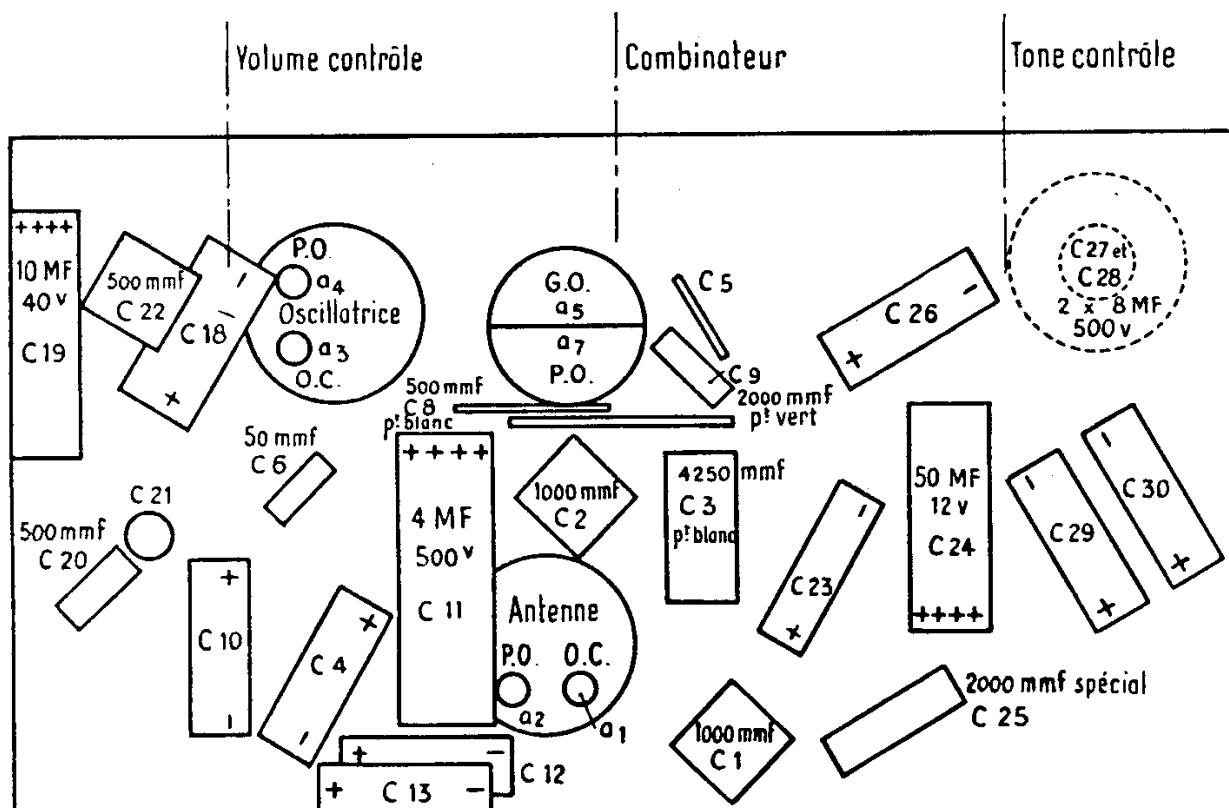 Volume contrôle
Combinateur
Tone contrôle
++++
10 MF
40 v
C 19
500 mmf
C 22
-
C 18
+
P.O.
a4
Oscillatrice
a3
O.C.
G.O.
a5
a7
P.O.
C 5
C 9
2000 mmf
pt vert
500 mmf
C 8
pt blanc
-
C 26
+
C 27 et
C 28
2 x 8 MF
500 v
50 mmf
C 6
C 21
500 mmf
C 20
+
C 10
-
+
C 4
-
++++
4 MF
500 v
C 11
1000 mmf
C 2
4250 mmf
C 3
pt blanc
Antenne
P.O. O.C.
a2
a1
-
C 23
+
50 MF
12 v
C 24
++++
-
C 29
+
-
C 30
+
2000 mmf spécial
C 25
1000 mmf
C 1
+ -
C 12
+ C 13 -